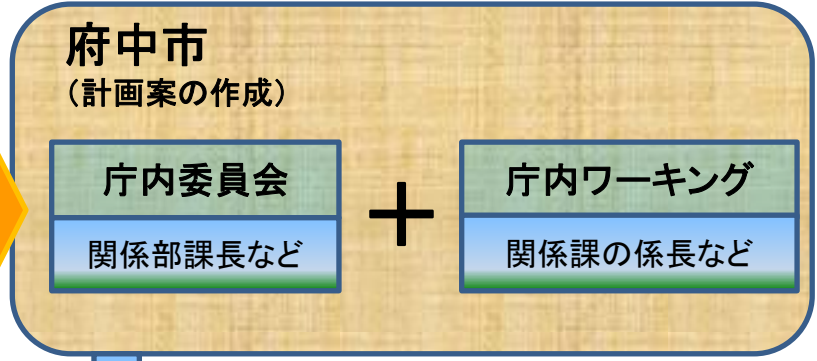 府中市
（計画案の作成）
庁内委員会
関係部課長など
＋
庁内ワーキング
関係課の係長など